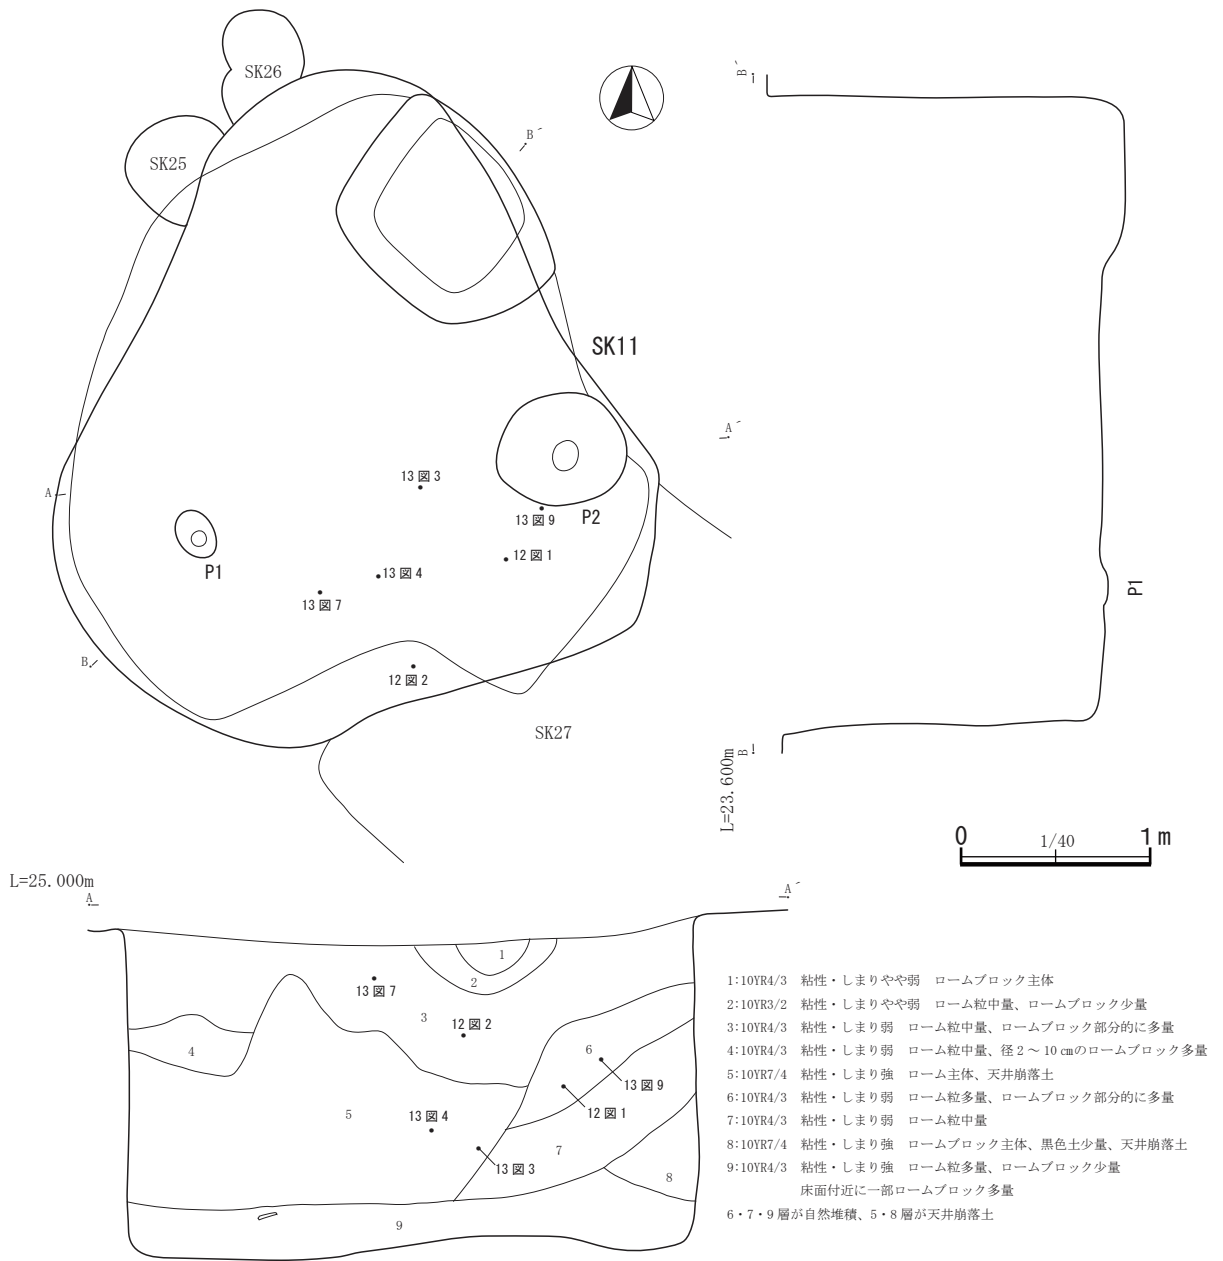 SK26
SK25
B´
B´
SK11
A´
13 図 3
A
13 図 9
P2
12 図 1
P1
13 図 4
13 図 7
P1
B
12 図 2
SK27
B
L=23.600m
0
1/40
1 m
L=25.000m
A
A´
1
2
13 図 7
3
12 図 2
4
6
13 図 9
5
13 図 4
12 図 1
7
13 図 3
8
9
1:10YR4/3 粘性・しまりやや弱 ロームブロック主体
2:10YR3/2 粘性・しまりやや弱 ローム粒中量、ロームブロック少量
3:10YR4/3 粘性・しまり弱 ローム粒中量、ロームブロック部分的に多量
4:10YR4/3 粘性・しまり弱 ローム粒中量、径 2 ～ 10 ㎝のロームブロック多量
5:10YR7/4 粘性・しまり強 ローム主体、天井崩落土
6:10YR4/3 粘性・しまり弱 ローム粒多量、ロームブロック部分的に多量
7:10YR4/3 粘性・しまり弱 ローム粒中量
8:10YR7/4 粘性・しまり強 ロームブロック主体、黒色土少量、天井崩落土
9:10YR4/3 粘性・しまり強 ローム粒多量、ロームブロック少量
床面付近に一部ロームブロック多量
6・7・9 層が自然堆積、5・8 層が天井崩落土